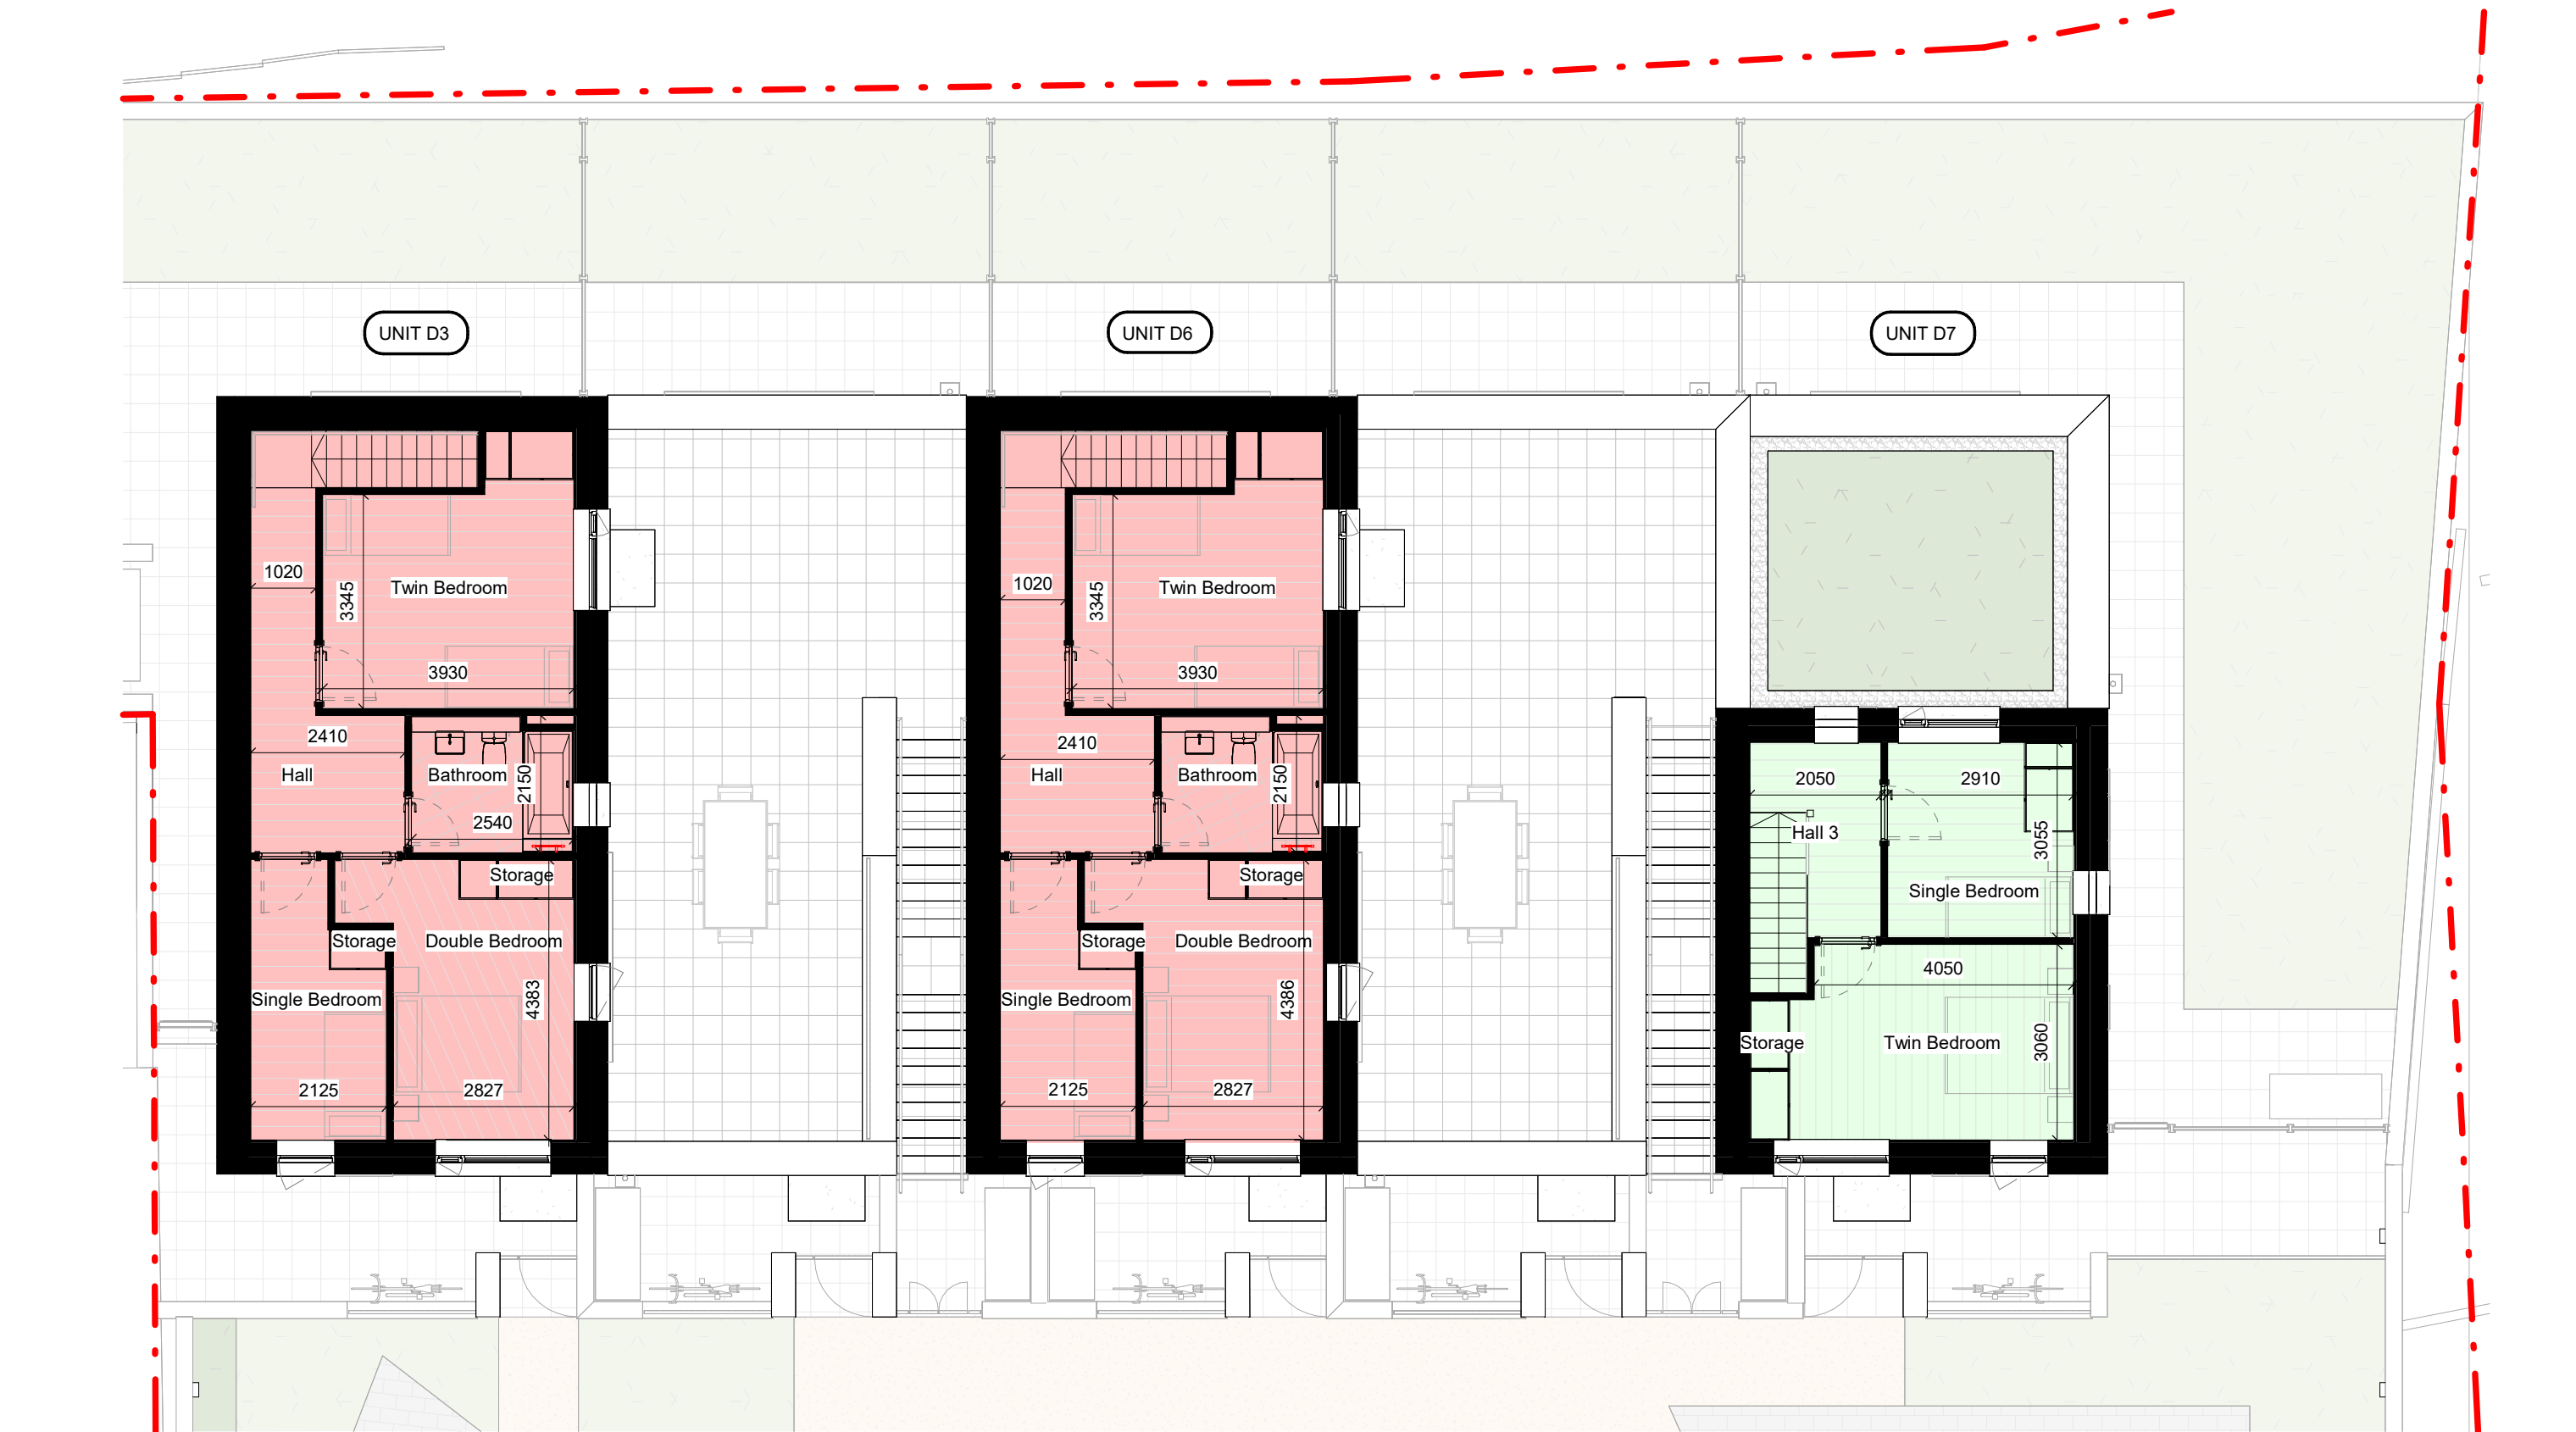 UNIT D3
UNIT D6
UNIT D7
1020
3345
Twin Bedroom
3930
2410
Hall
Bathroom
2150
2540
Storage
Storage
Double Bedroom
Single Bedroom
4383
2125
2827
1020
3345
Twin Bedroom
3930
2410
Hall
Bathroom
2150
Storage
Storage
Double Bedroom
Single Bedroom
4386
2125
2827
2050
2910
Hall 3
3055
Single Bedroom
4050
Storage
Twin Bedroom
3060